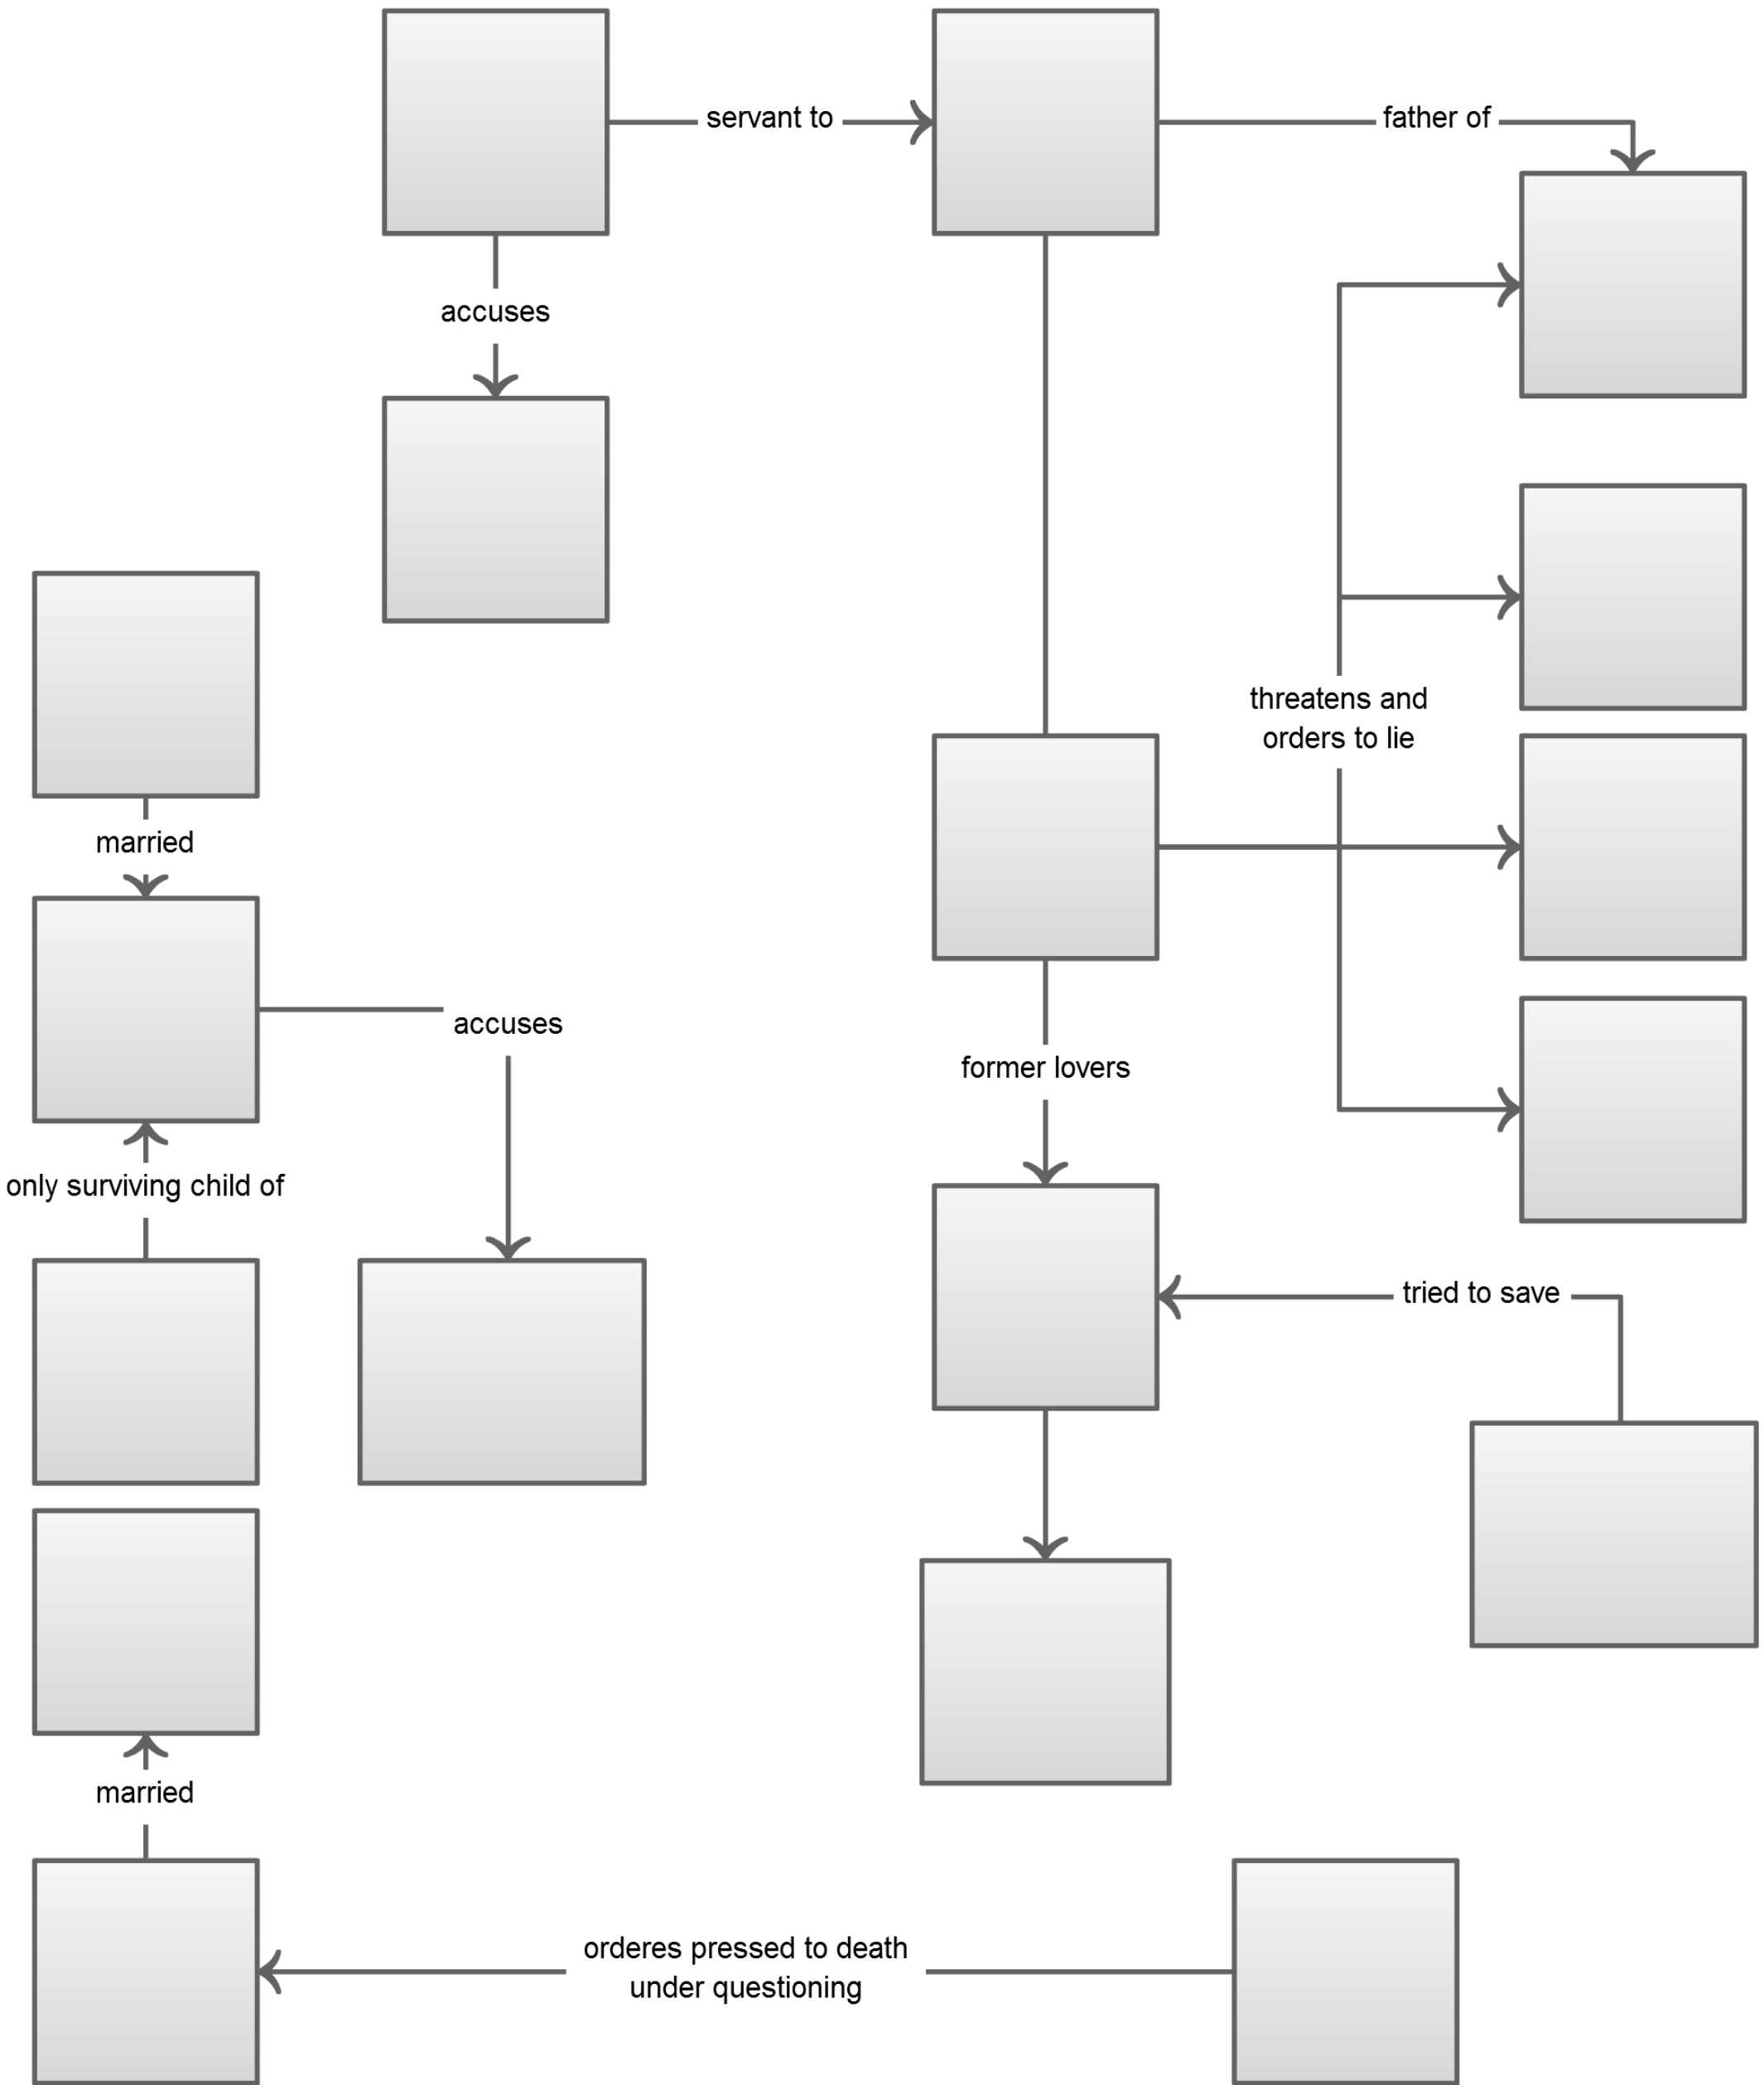 servant to
father of
accuses
threatens and
orders to lie
married
accuses
former lovers
only surviving child of
tried to save
married
orderes pressed to death
under questioning